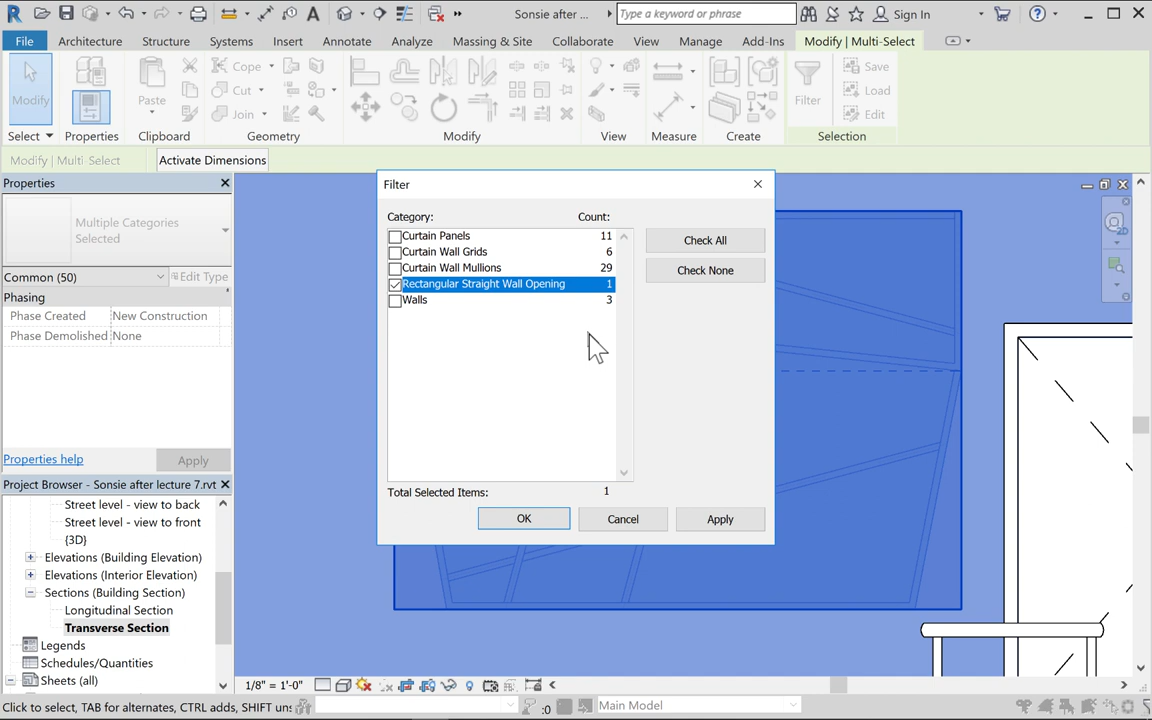 Sonsie after ...
Type a keyword or phrase
Sign In
File
Architecture
Structure
Systems
Insert
Annotate
Analyze
Massing & Site
Collaborate
View
Manage
Add-Ins
Modify | Multi-Select
Modify
Paste
Cope
Cut
Join
Filter
Save
Load
Edit
Select
Properties
Clipboard
Geometry
Modify
View
Measure
Create
Selection
Modify | Multi-Select
Activate Dimensions
Properties
Multiple Categories
Selected
Common (50)
Edit Type
Phasing
Phase Created New Construction
Phase Demolished None
Properties help
Apply
Project Browser - Sonsie after lecture 7.rvt
Street level - view to back
Street level - view to front
{3D}
Elevations (Building Elevation)
Elevations (Interior Elevation)
Sections (Building Section)
Longitudinal Section
Transverse Section
Legends
Schedules/Quantities
Sheets (all)
Filter
Category: Count:
Curtain Panels 11
Curtain Wall Grids 6
Curtain Wall Mullions 29
Rectangular Straight Wall Opening 1
Walls 3
Check All
Check None
Total Selected Items: 1
OK
Cancel
Apply
2D
1/8" = 1'-0"
Click to select, TAB for alternates, CTRL adds, SHIFT uns
:0
Main Model